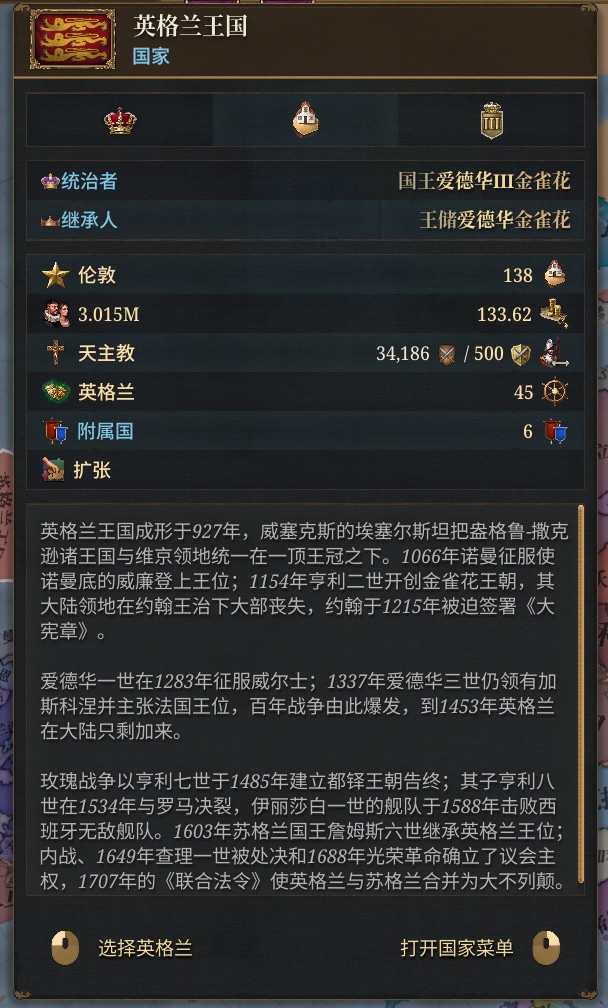 英格兰王国
国家
统治者 国王爱德华III金雀花
继承人 王储爱德华金雀花
伦敦 138
3.015M 133.62
天主教 34,186 / 500
英格兰 45
附属国 6
扩张
英格兰王国成形于927年，威塞克斯的埃塞尔斯坦把盎格鲁-撒克
逊诸王国与维京领地统一在一顶王冠之下。1066年诺曼征服使
诺曼底的威廉登上王位；1154年亨利二世开创金雀花王朝，其
大陆领地在约翰王治下大部丧失，约翰于1215年被迫签署《大
宪章》。
爱德华一世在1283年征服威尔士；1337年爱德华三世仍领有加
斯科涅并主张法国王位，百年战争由此爆发，到1453年英格兰
在大陆只剩加来。
玫瑰战争以亨利七世于1485年建立都铎王朝告终；其子亨利八
世在1534年与罗马决裂，伊丽莎白一世的舰队于1588年击败西
班牙无敌舰队。1603年苏格兰国王詹姆斯六世继承英格兰王位；
内战、1649年查理一世被处决和1688年光荣革命确立了议会主
权，1707年的《联合法令》使英格兰与苏格兰合并为大不列颠。
选择英格兰 打开国家菜单